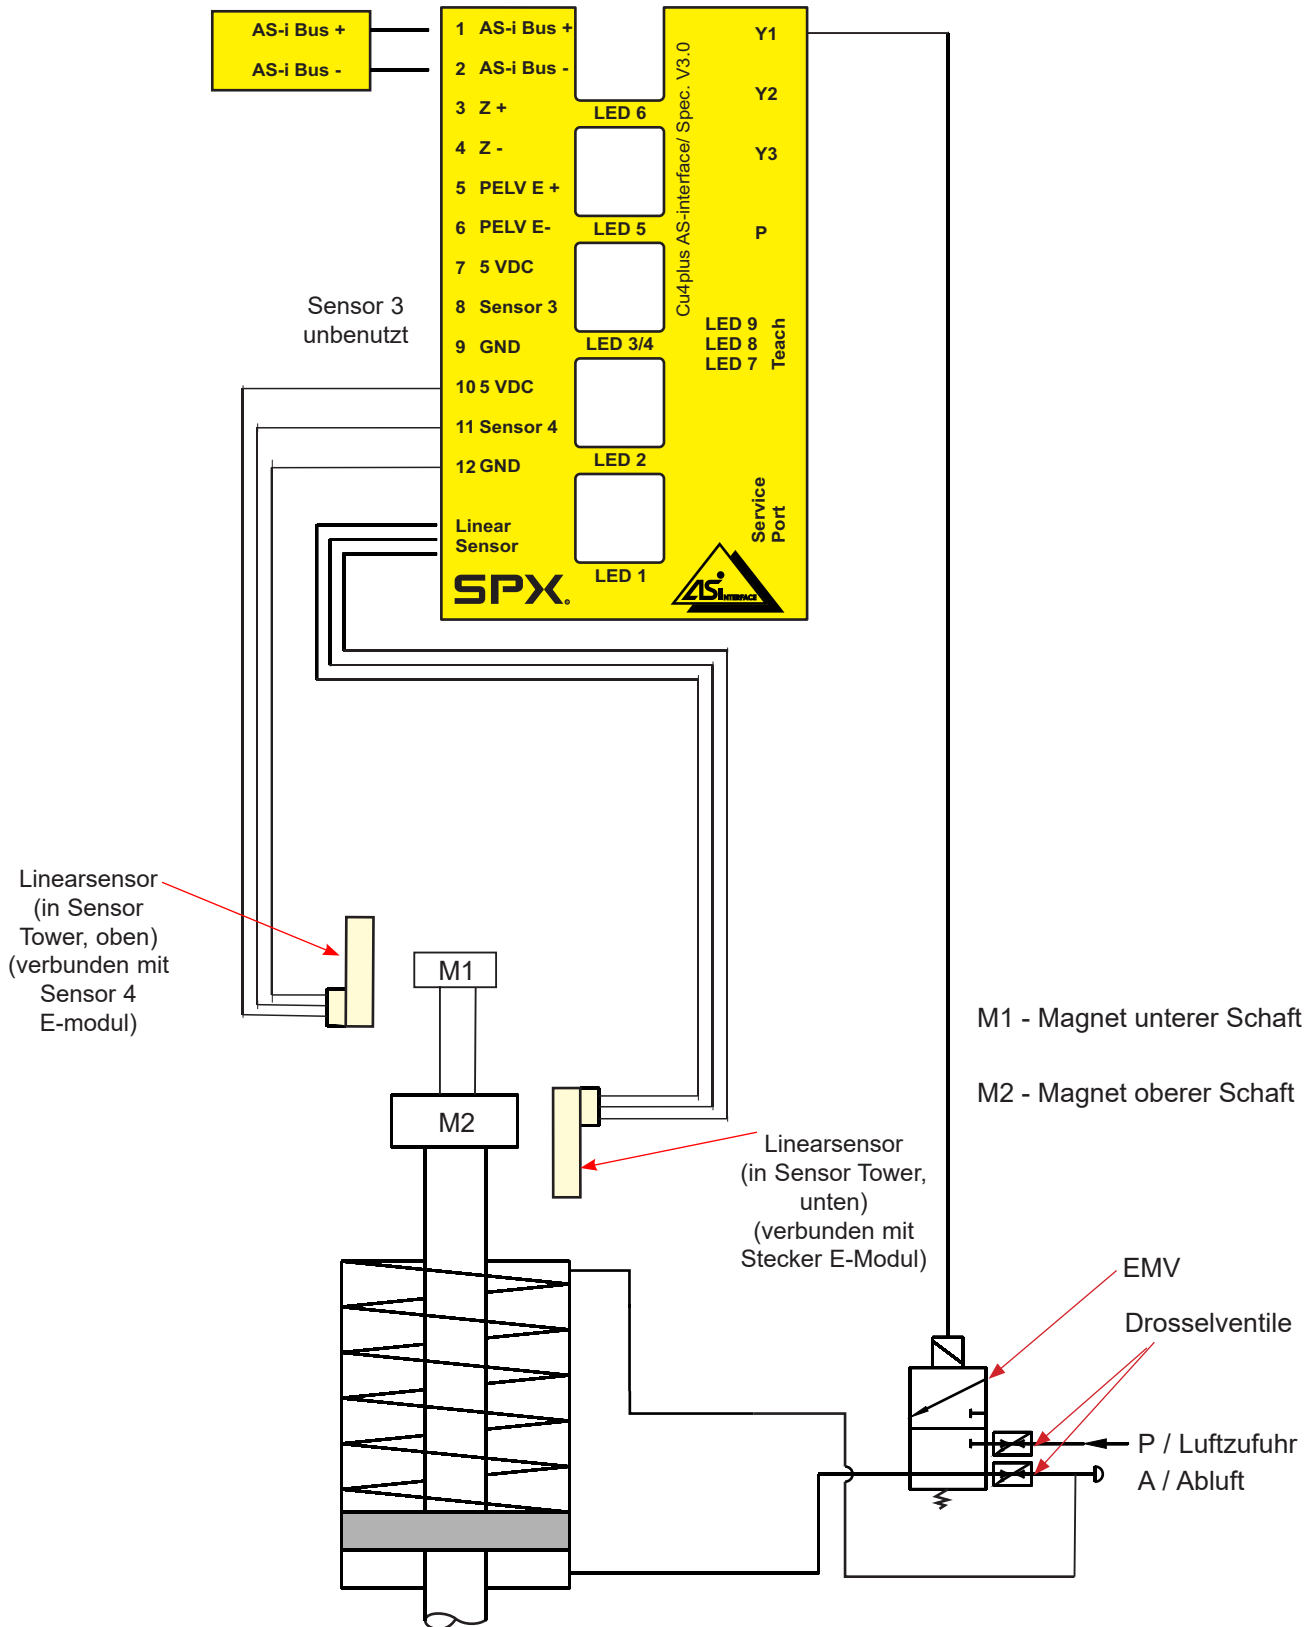 AS-i Bus +
AS-i Bus -
1 AS-i Bus +
2 AS-i Bus -
3 Z +
4 Z -
5 PELV E +
6 PELV E-
7 5 VDC
8 Sensor 3
9 GND
10 5 VDC
11 Sensor 4
12 GND
Linear
Sensor
SPX®
LED 6
LED 5
LED 3/4
LED 2
LED 1
Cu4plus AS-interface/ Spec. V3.0
Y1
Y2
Y3
P
LED 9
LED 8
LED 7
Teach
Service
Port
ASi INTERFACE
Sensor 3
unbenutzt
Linearsensor
(in Sensor
Tower, oben)
(verbunden mit
Sensor 4
E-modul)
M1
M2
Linearsensor
(in Sensor Tower,
unten)
(verbunden mit
Stecker E-Modul)
M1 - Magnet unterer Schaft
M2 - Magnet oberer Schaft
EMV
Drosselventile
P / Luftzufuhr
A / Abluft